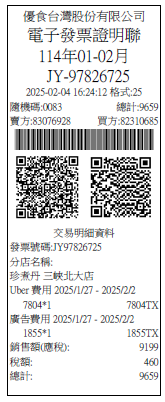 優食台灣股份有限公司
電子發票證明聯
114年01-02月
JY-97826725
2025-02-04 16:24:12 格式:25
隨機碼:0083 總計:9659
賣方:83076928 買方:82310685
交易明細資料
發票號碼:JY97826725
分店名稱:
珍煮丹 三峽北大店
Uber 費用 2025/1/27 - 2025/2/2
7804*1 7804TX
廣告費用 2025/1/27 - 2025/2/2
1855*1 1855TX
銷售額(應稅): 9199
稅額: 460
總計: 9659